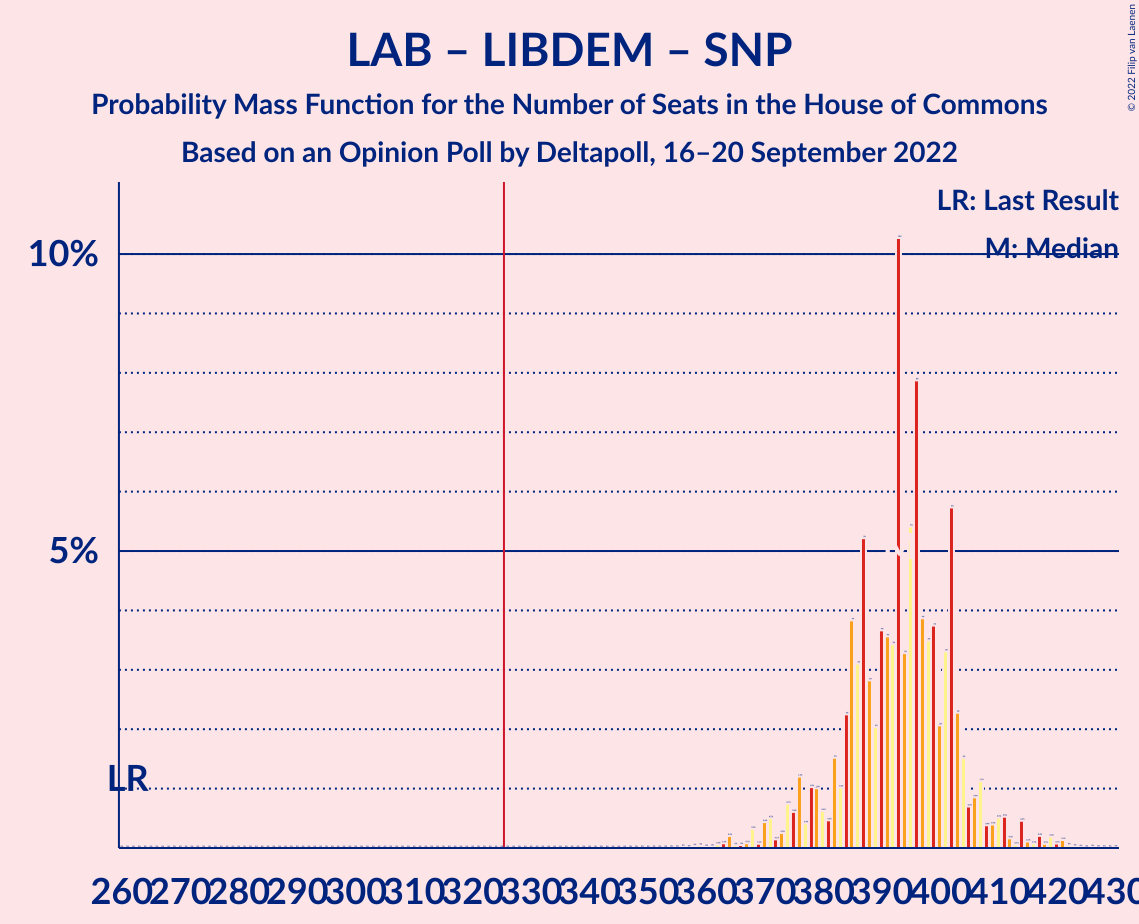 LAB – LIBDEM – SNP
Probability Mass Function for the Number of Seats in the House of Commons
Based on an Opinion Poll by Deltapoll, 16–20 September 2022
© 2022 Filip van Laenen
LR: Last Result
M: Median
10%
5%
LR
260 270 280 290 300 310 320 330 340 350 360 370 380 390 400 410 420 430